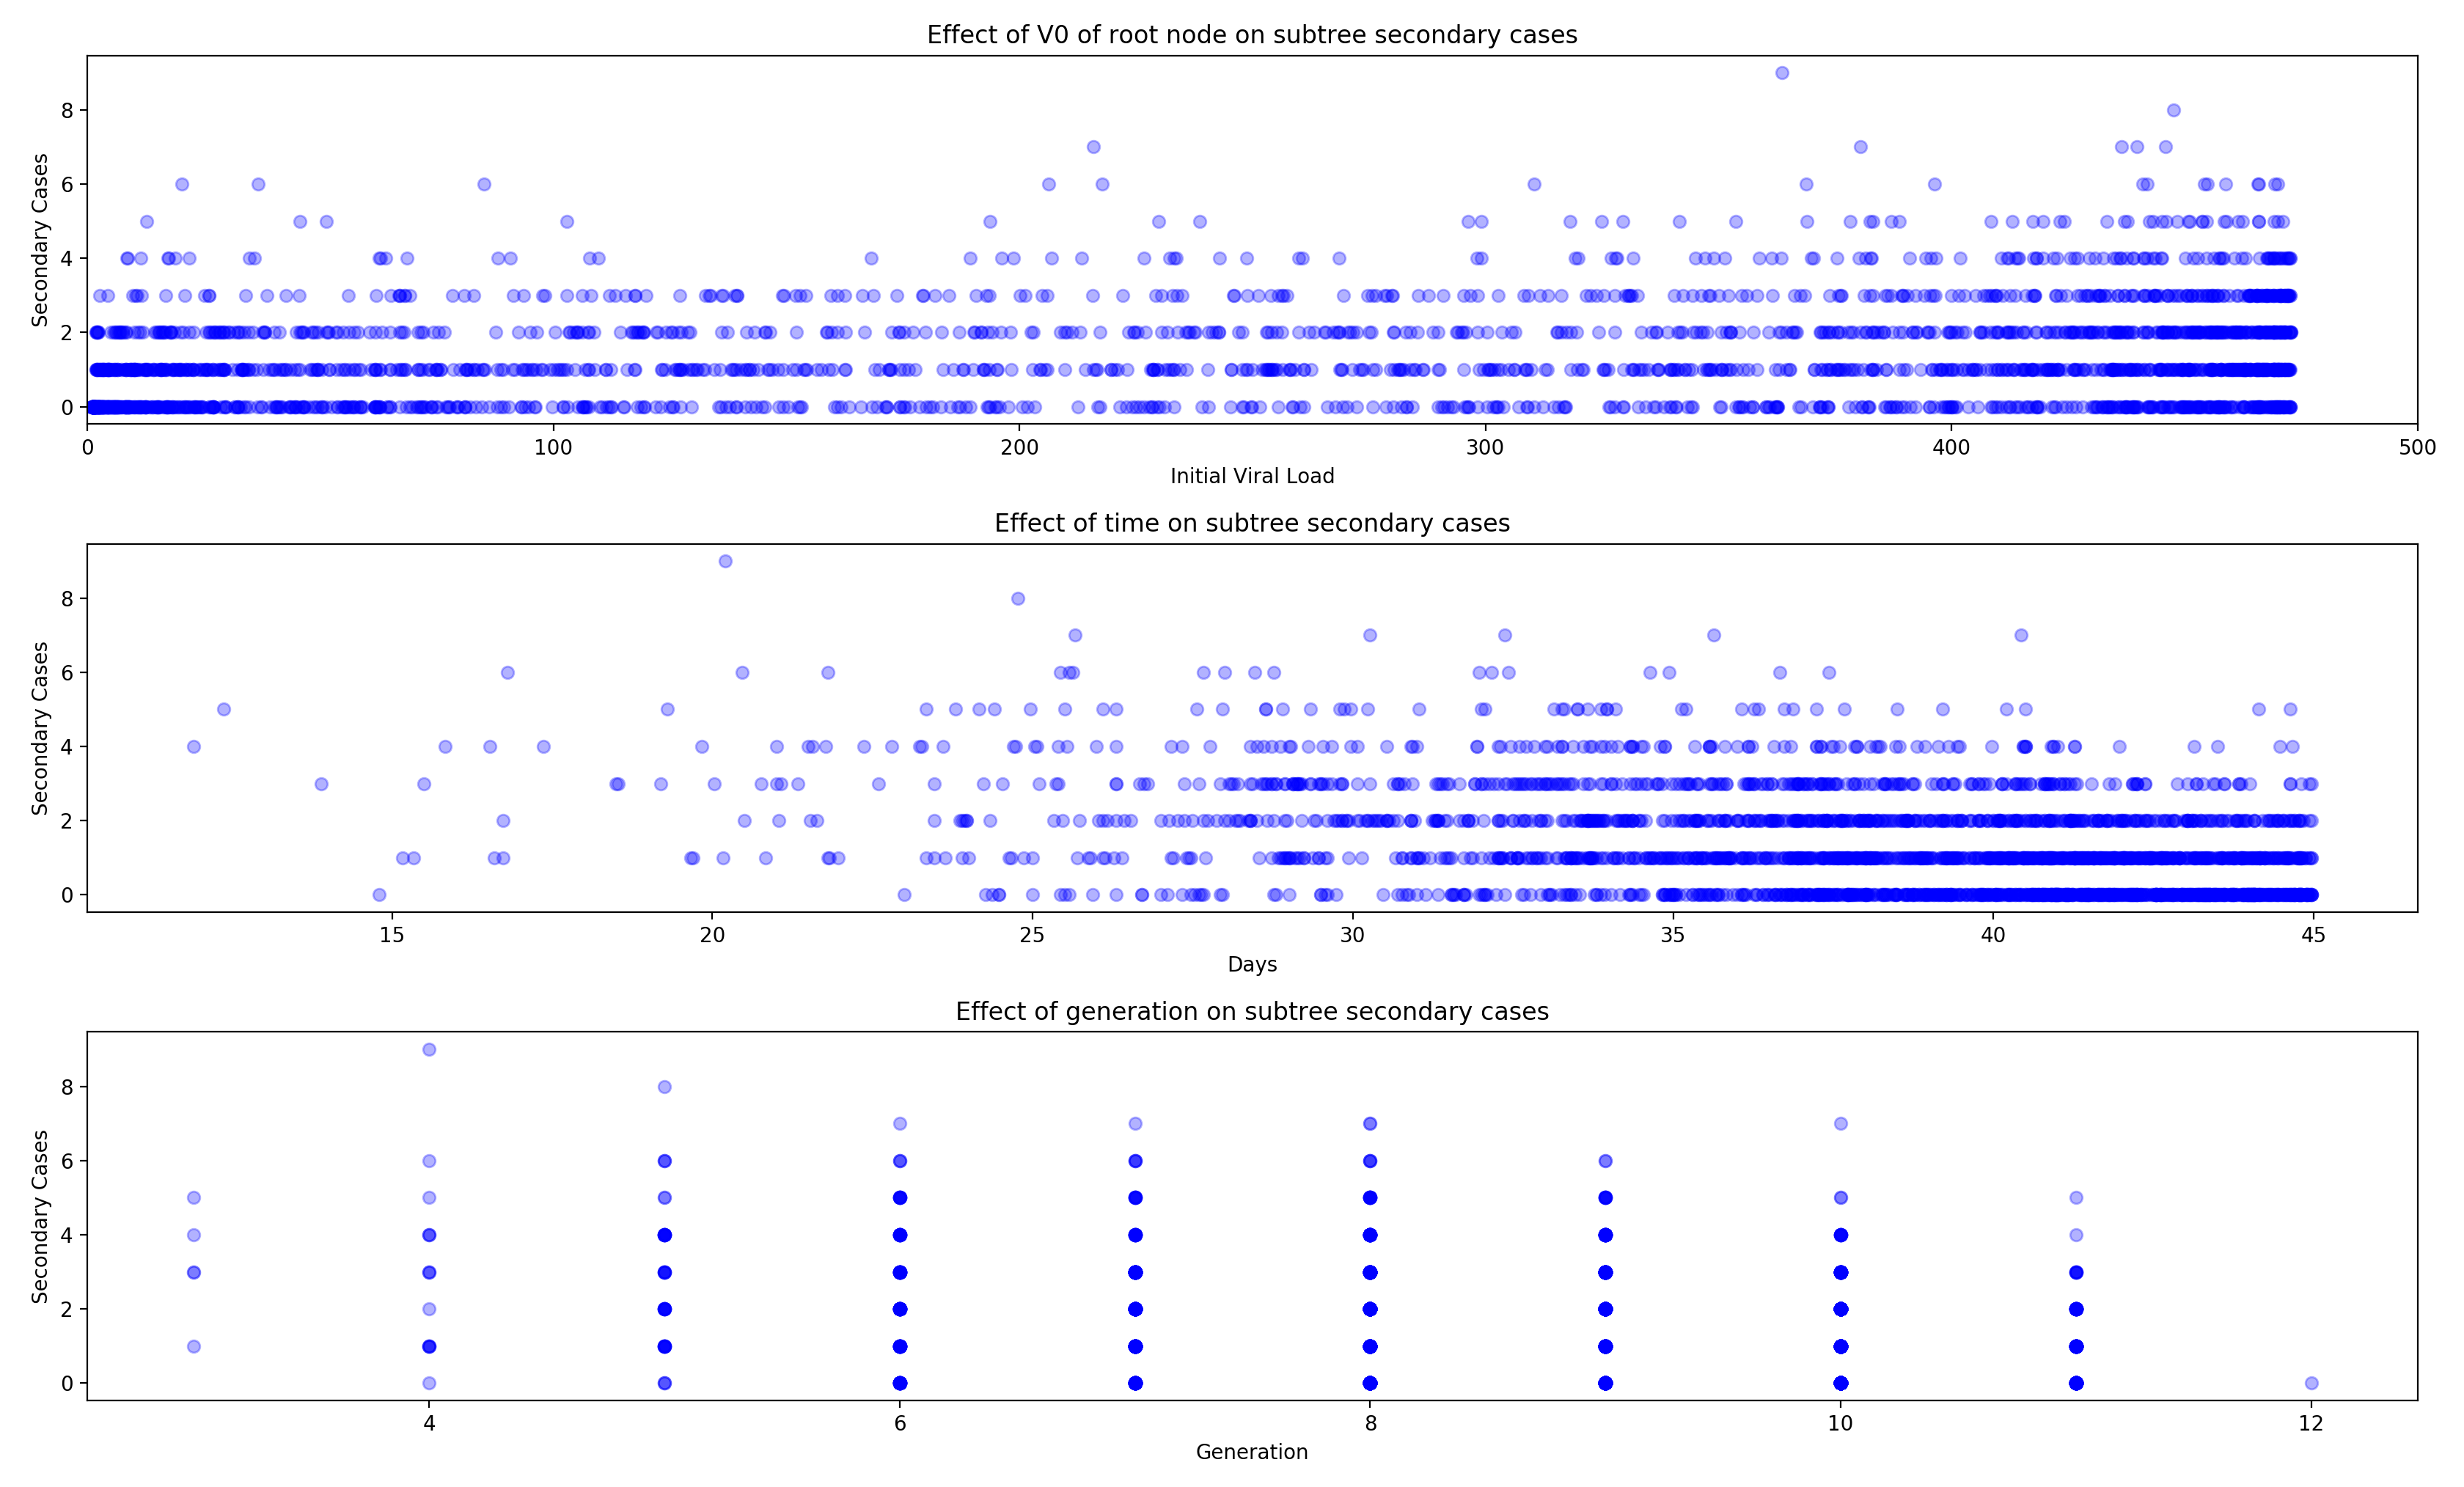 Effect of V0 of root node on subtree secondary cases
Secondary Cases
8
6
4
2
0
0 100 200 300 400 500
Initial Viral Load
Effect of time on subtree secondary cases
Secondary Cases
8
6
4
2
0
15 20 25 30 35 40 45
Days
Effect of generation on subtree secondary cases
Secondary Cases
8
6
4
2
0
4 6 8 10 12
Generation